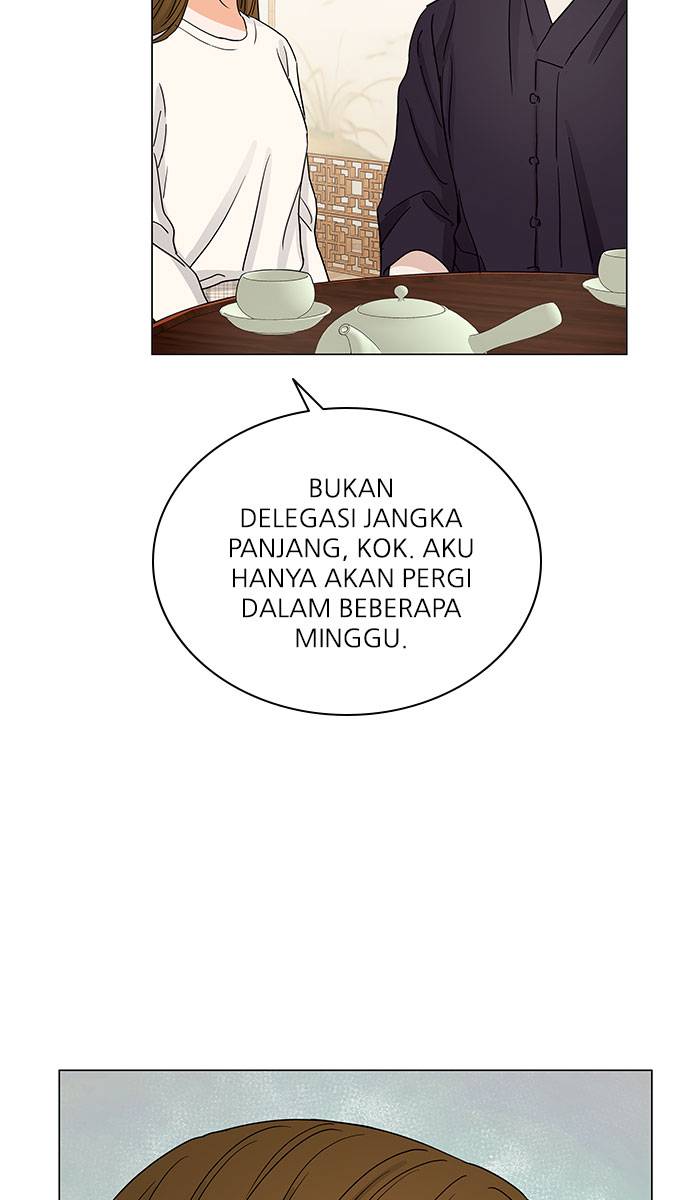 BUKAN
DELEGASI JANGKA
PANJANG, KOK. AKU
HANYA AKAN PERGI
DALAM BEBERAPA
MINGGU.